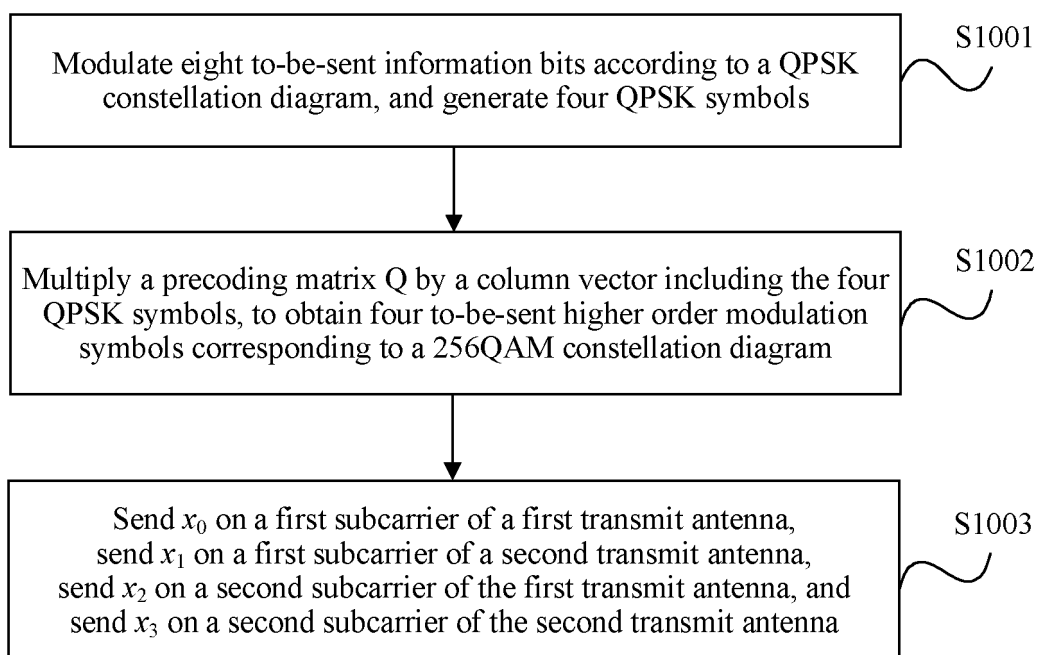 S1001
Modulate eight to-be-sent information bits according to a QPSK
constellation diagram, and generate four QPSK symbols
S1002
Multiply a precoding matrix Q by a column vector including the four
QPSK symbols, to obtain four to-be-sent higher order modulation
symbols corresponding to a 256QAM constellation diagram
S1003
Send x₀ on a first subcarrier of a first transmit antenna,
send x₁ on a first subcarrier of a second transmit antenna,
send x₂ on a second subcarrier of the first transmit antenna, and
send x₃ on a second subcarrier of the second transmit antenna